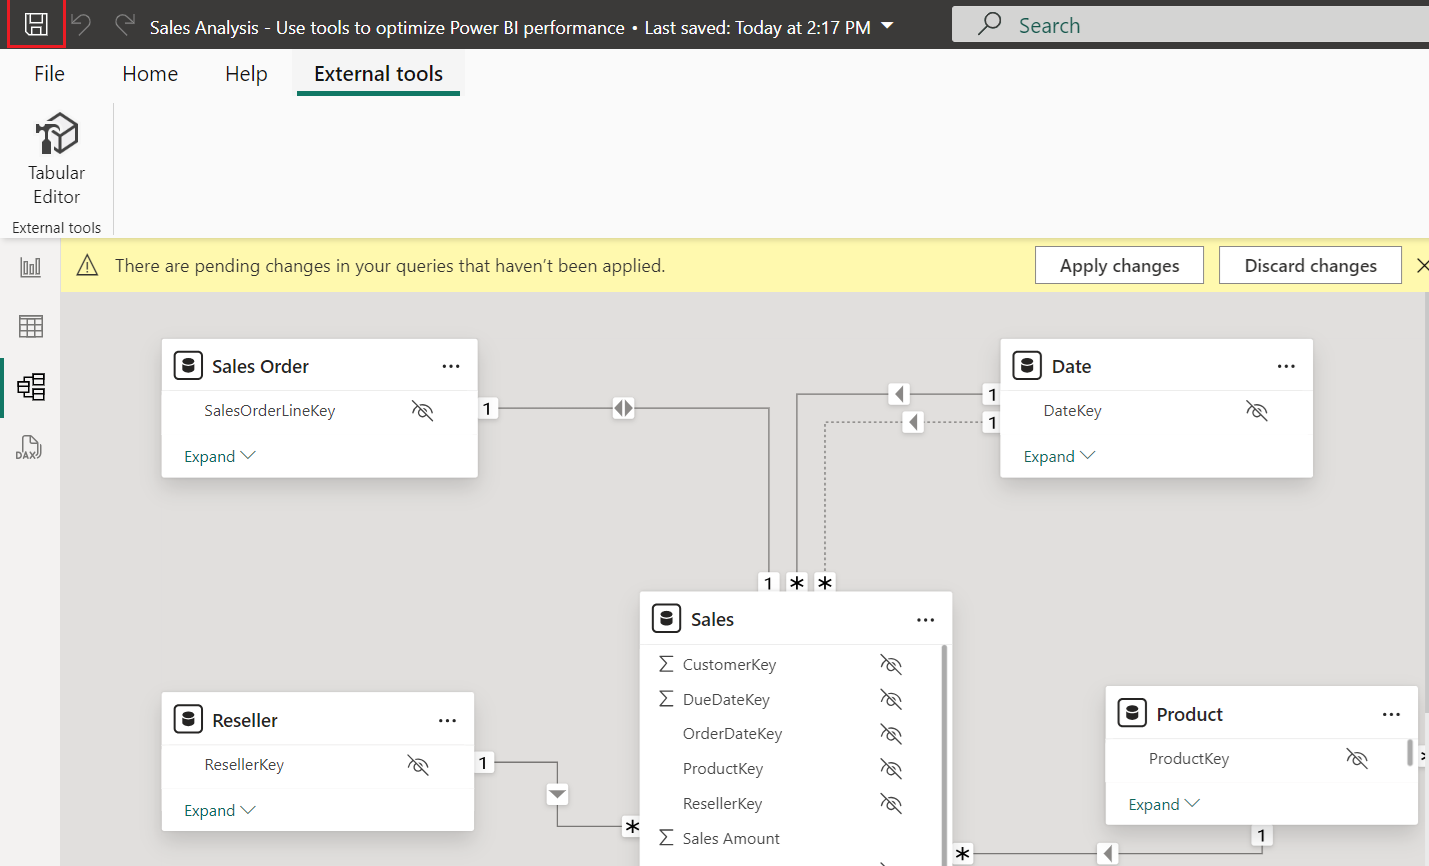 Sales Analysis - Use tools to optimize Power BI performance • Last saved: Today at 2:17 PM
Search
File
Home
Help
External tools
Tabular
Editor
External tools
There are pending changes in your queries that haven't been applied.
Apply changes
Discard changes
DAX
Sales Order
SalesOrderLineKey
Expand
1
Date
DateKey
Expand
1
1
1
*
*
Sales
CustomerKey
DueDateKey
OrderDateKey
ProductKey
ResellerKey
Σ Sales Amount
Reseller
ResellerKey
Expand
1
*
Product
ProductKey
Expand
1
*